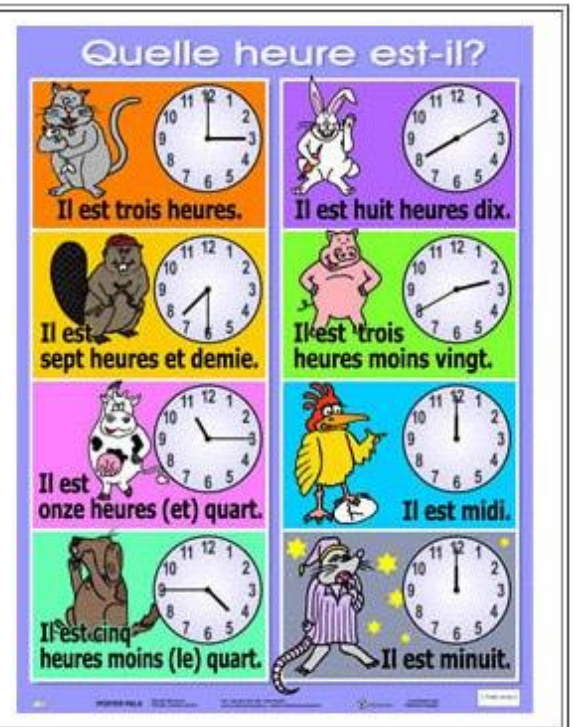 Quelle heure est-il?
Il est trois heures.
Il est huit heures dix.
Il est
sept heures et demie.
Il est trois
heures moins vingt.
Il est
onze heures (et) quart.
Il est midi.
Il est cinq
heures moins (le) quart.
Il est minuit.